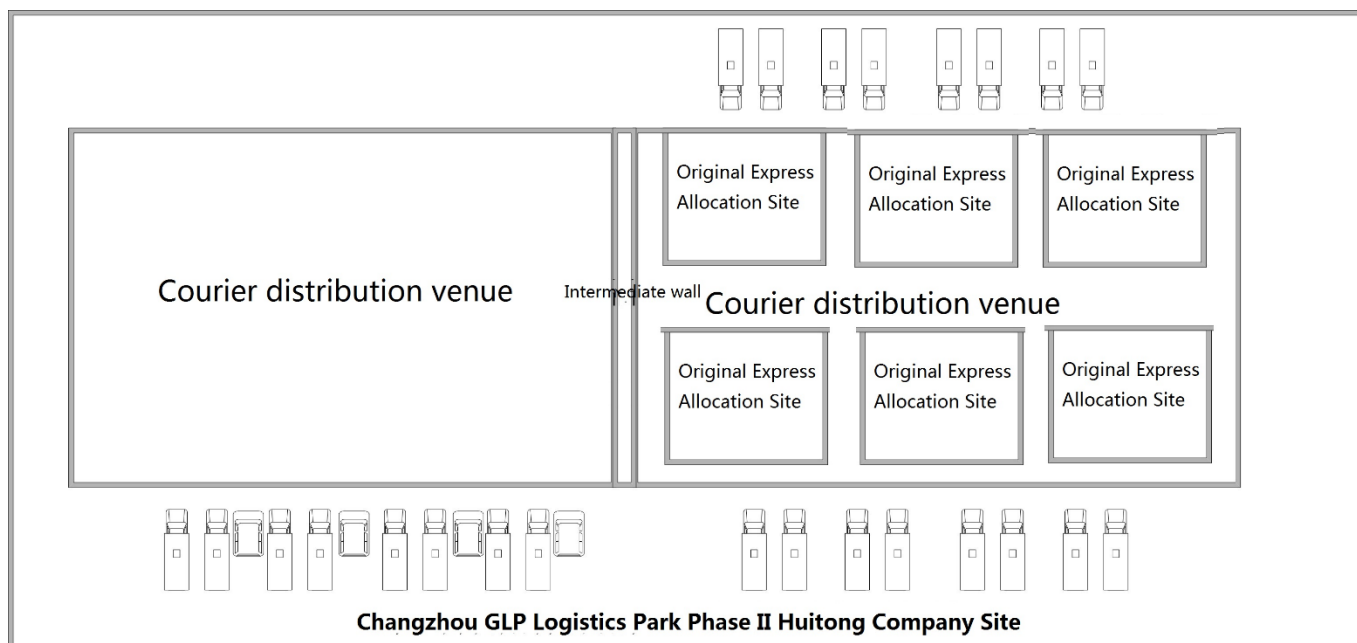 Original Express
Allocation Site
Original Express
Allocation Site
Original Express
Allocation Site
Courier distribution venue
Intermediate wall
Courier distribution venue
Original Express
Allocation Site
Original Express
Allocation Site
Original Express
Allocation Site
Changzhou GLP Logistics Park Phase II Huitong Company Site